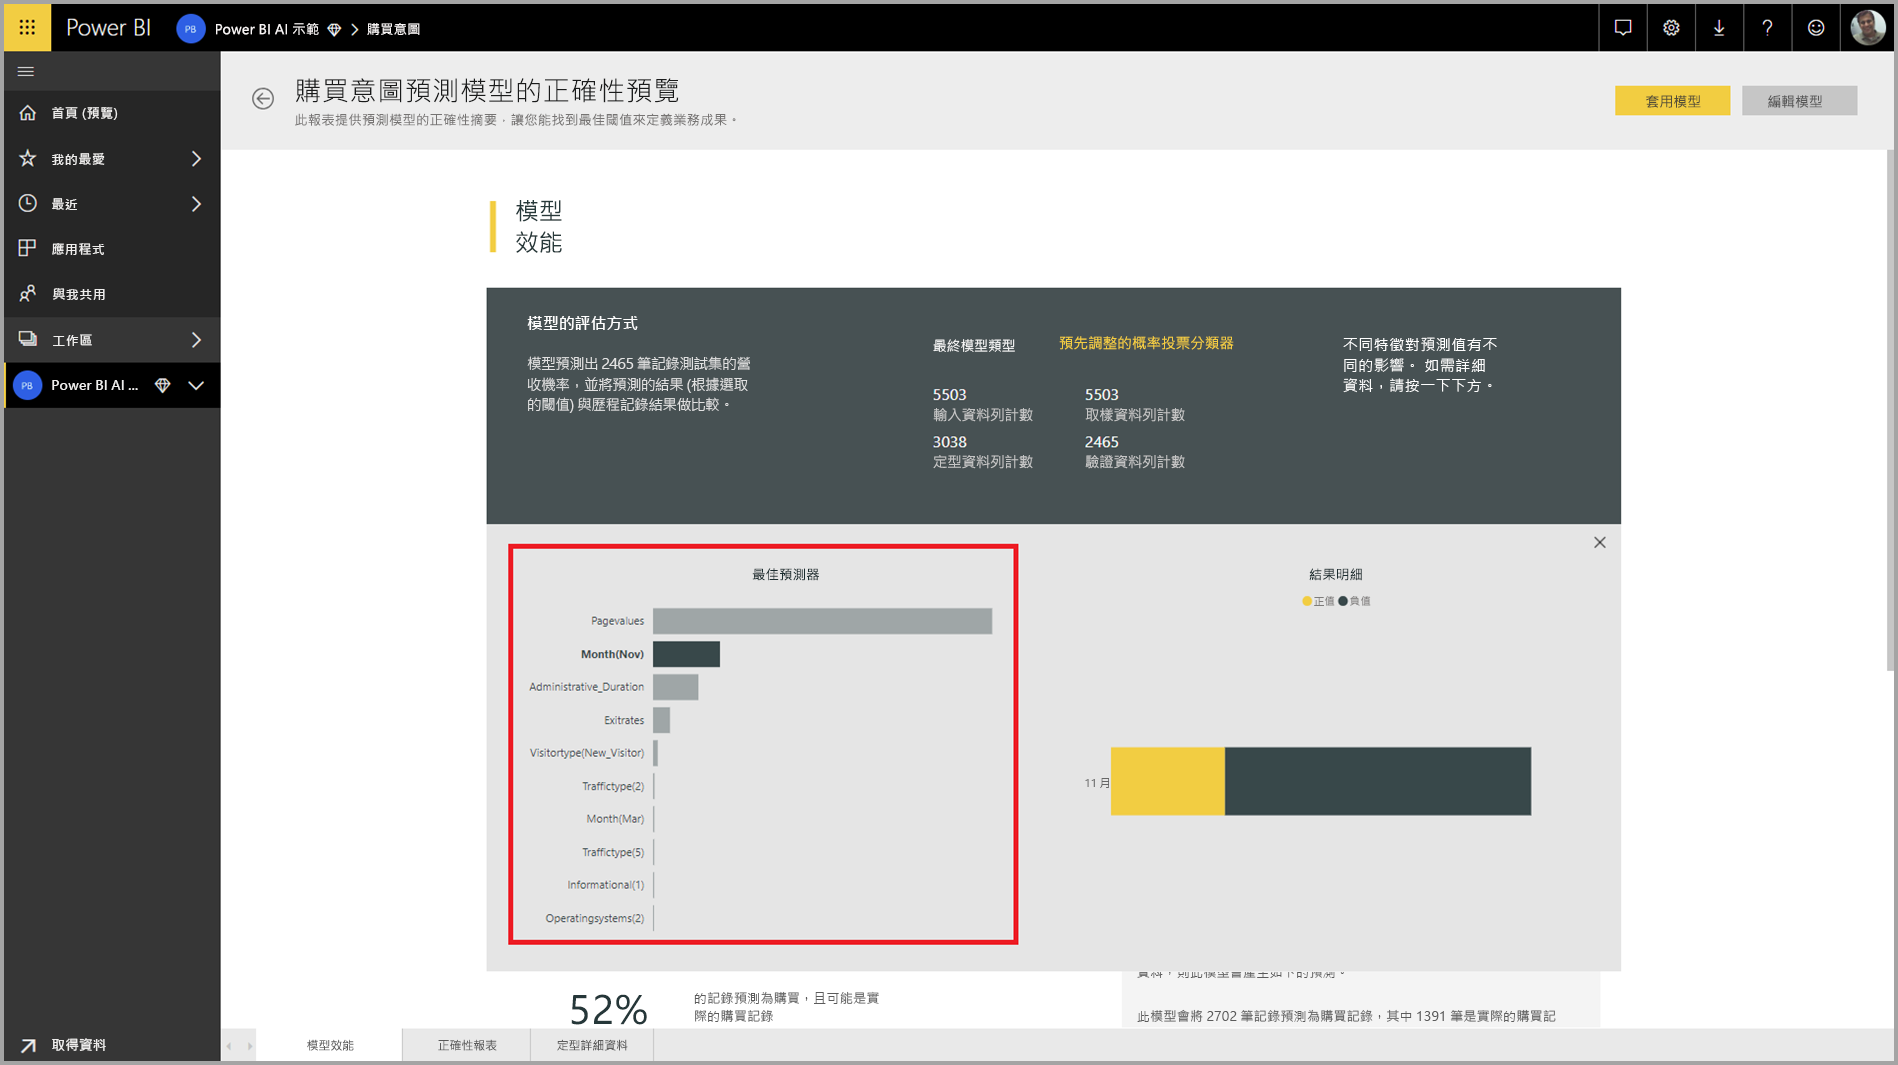 Power BI
PB
Power BI AI 示範
購買意圖
首頁 (預覽)
我的最愛
最近
應用程式
與我共用
工作區
PB
Power BI AI ...
取得資料
購買意圖預測模型的正確性預覽
此報表提供預測模型的正確性摘要，讓您能找到最佳閾值來定義業務成果。
套用模型
編輯模型
模型
效能
模型的評估方式
模型預測出 2465 筆記錄測試集的營
收機率，並將預測的結果 (根據選取
的閾值) 與歷程記錄結果做比較。
最終模型類型
預先調整的概率投票分類器
5503
輸入資料列計數
5503
取樣資料列計數
3038
定型資料列計數
2465
驗證資料列計數
不同特徵對預測值有不
同的影響。 如需詳細
資料，請按一下下方。
最佳預測器
Pagevalues
Month(Nov)
Administrative_Duration
Exitrates
Visitortype(New_Visitor)
Traffictype(2)
Month(Mar)
Traffictype(5)
Informational(1)
Operatingsystems(2)
結果明細
正值 負值
11 月
52%
的記錄預測為購買，且可能是實
際的購買記錄
資料，則此模型會產生如下的預測。
此模型會將 2702 筆記錄預測為購買記錄，其中 1391 筆是實際的購買記
模型效能
正確性報表
定型詳細資料